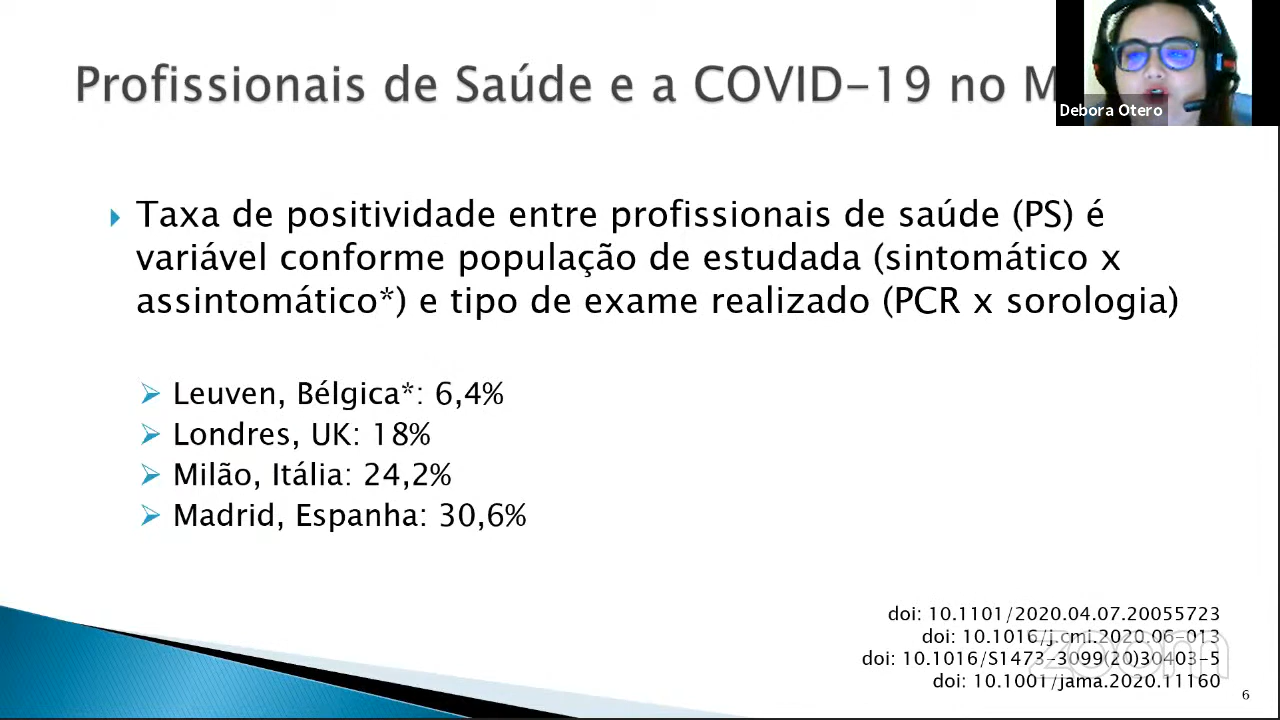 Profissionais de Saúde e a COVID-19 no M
Debora Otero
Taxa de positividade entre profissionais de saúde (PS) é
variável conforme população de estudada (sintomático x
assintomático*) e tipo de exame realizado (PCR x sorologia)
Leuven, Bélgica*: 6,4%
Londres, UK: 18%
Milão, Itália: 24,2%
Madrid, Espanha: 30,6%
doi: 10.1101/2020.04.07.20055723
doi: 10.1016/j.cmi.2020.06-013
doi: 10.1016/S1473-3099(20)30403-5
doi: 10.1001/jama.2020.11160
zoom
6